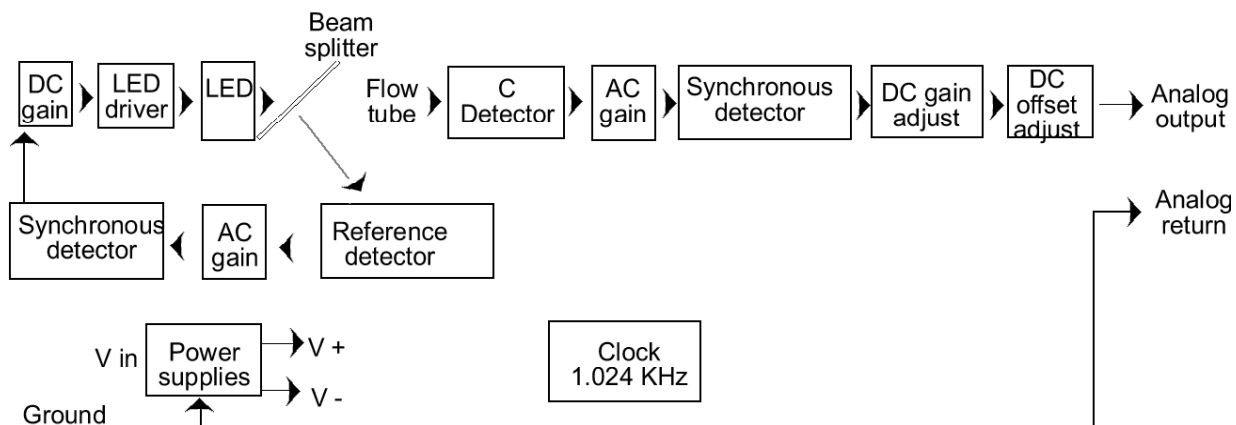 Beam
splitter
DC
gain
LED
driver
LED
Flow
tube
C
Detector
AC
gain
Synchronous
detector
DC gain
adjust
DC
offset
adjust
Analog
output
Synchronous
detector
AC
gain
Reference
detector
Analog
return
V in
Power
supplies
V +
V -
Clock
1.024 KHz
Ground